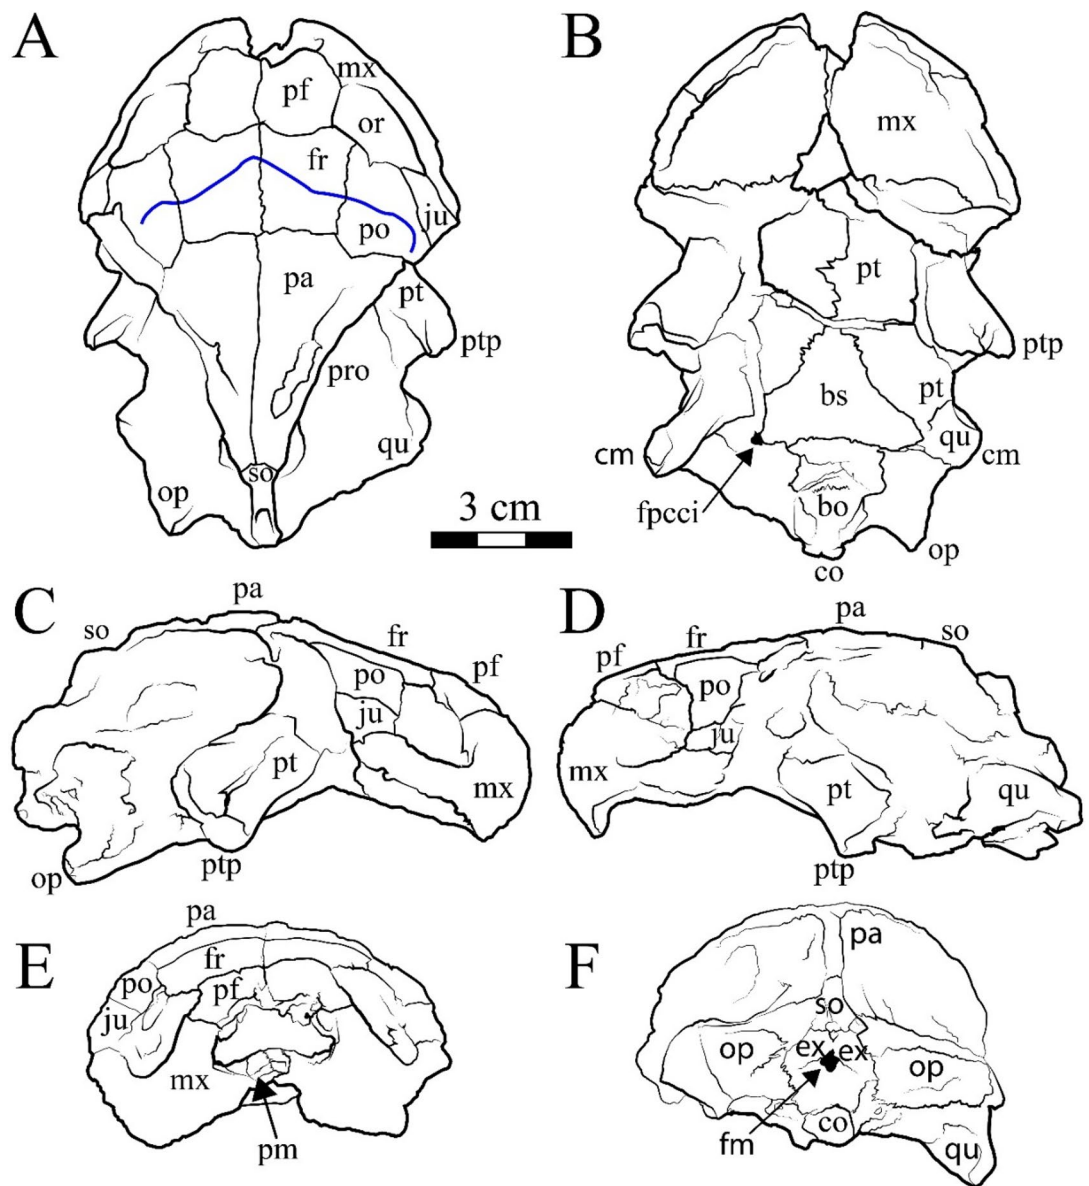 A
mx
pf
or
fr
ju
po
pa
pt
ptp
pro
qu
so
op
3 cm
B
mx
pt
ptp
pt
bs
qu
cm
cm
fpcci
bo
op
co
C
pa
so
fr
pf
po
ju
pt
mx
op
ptp
D
pa
fr
so
pf
po
ju
mx
pt
qu
ptp
E
pa
fr
po
pf
ju
mx
pm
F
pa
so
op
ex
ex
op
fm
co
qu